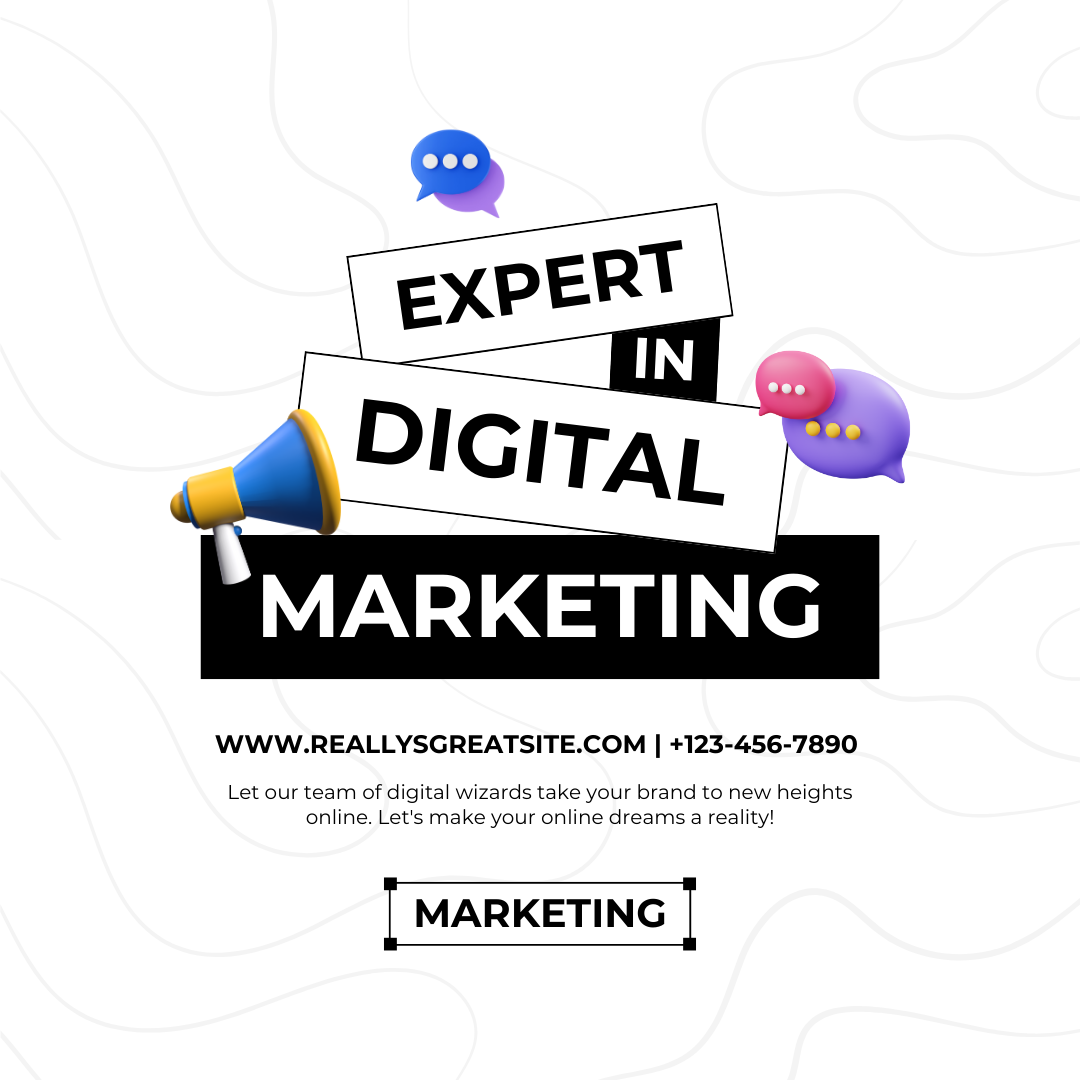 EXPERT
IN
DIGITAL
MARKETING
WWW.REALLYSGREATSITE.COM | +123-456-7890
Let our team of digital wizards take your brand to new heights
online. Let's make your online dreams a reality!
MARKETING